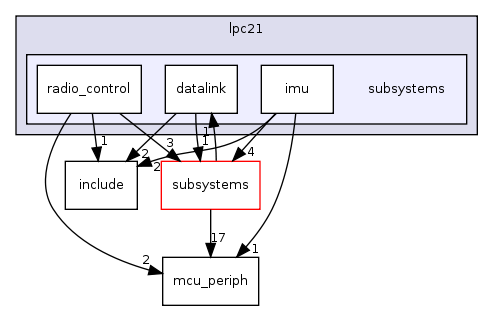 lpc21
radio_control datalink imu subsystems
1 3 2 1 1 2 4
include subsystems
17
2 1
mcu_periph